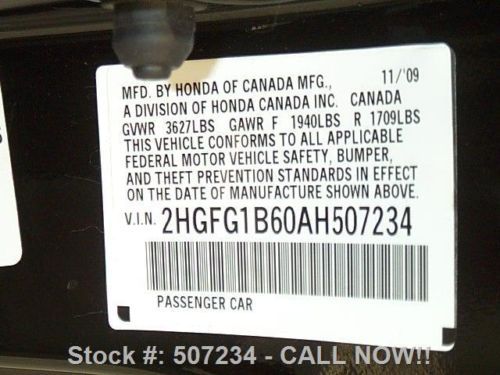 MFD. BY HONDA OF CANADA MFG., 11/'09
A DIVISION OF HONDA CANADA INC. CANADA
GVWR 3627LBS GAWR F 1940LBS R 1709LBS
THIS VEHICLE CONFORMS TO ALL APPLICABLE
FEDERAL MOTOR VEHICLE SAFETY, BUMPER,
AND THEFT PREVENTION STANDARDS IN EFFECT
ON THE DATE OF MANUFACTURE SHOWN ABOVE.
V.I.N. 2HGFG1B60AH507234
PASSENGER CAR
Stock #: 507234 - CALL NOW!!